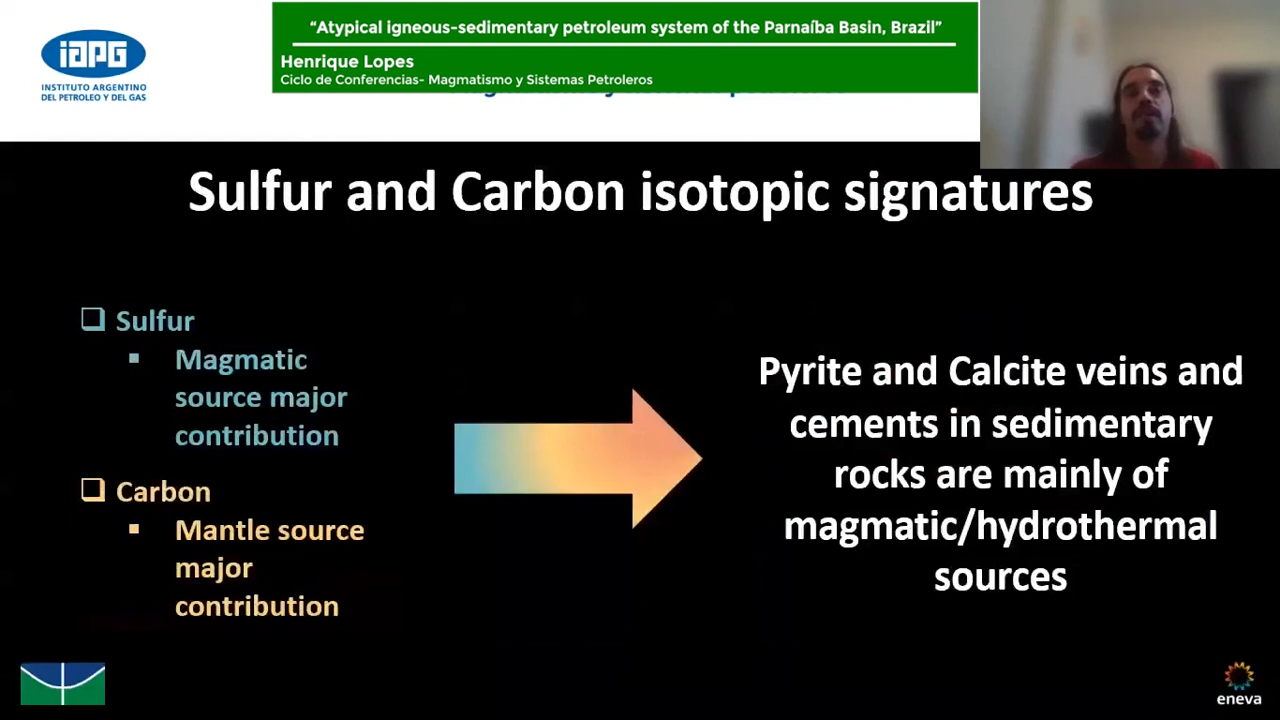 iAPG
INSTITUTO ARGENTINO
DEL PETROLEO Y DEL GAS
“Atypical igneous-sedimentary petroleum system of the Parnaíba Basin, Brazil”
Henrique Lopes
Ciclo de Conferencias- Magmatismo y Sistemas Petroleros
Sulfur and Carbon isotopic signatures
Sulfur
Magmatic
source major
contribution
Carbon
Mantle source
major
contribution
Pyrite and Calcite veins and
cements in sedimentary
rocks are mainly of
magmatic/hydrothermal
sources
eneva